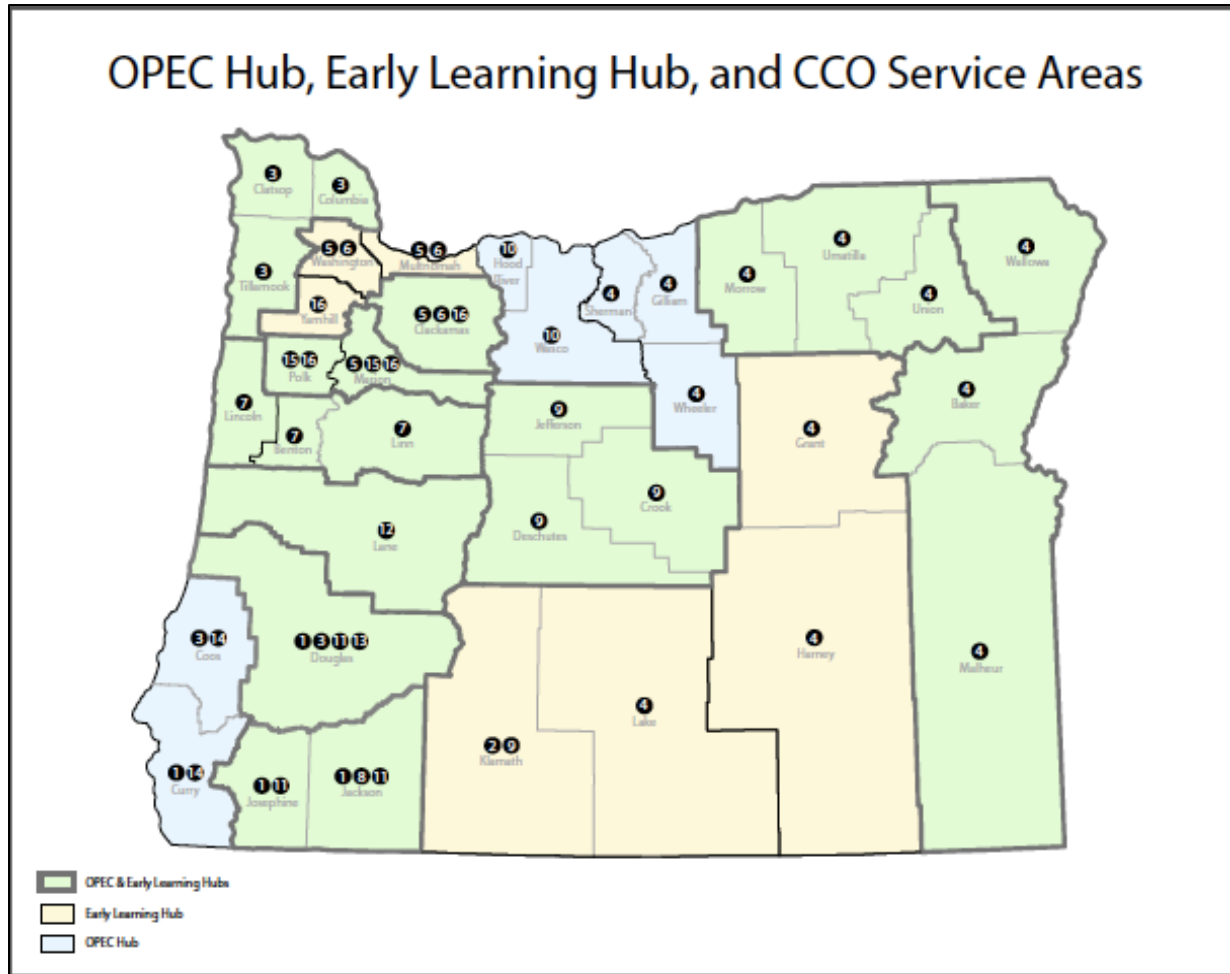 OPEC Hub, Early Learning Hub, and CCO Service Areas
3
Clatsop
3
Columbia
5 6
Washington
5 6
Multnomah
10
Hood
River
3
Tillamook
16
Yamhill
5 6 16
Clackamas
10
Wasco
4
Sherman
4
Gilliam
4
Morrow
4
Umatilla
4
Union
4
Wallowa
15 16
Polk
5 15 16
Marion
7
Lincoln
7
Benton
7
Linn
9
Jefferson
4
Wheeler
4
Grant
4
Baker
9
Deschutes
9
Crook
12
Lane
3 14
Coos
1 3 11 13
Douglas
4
Harney
4
Malheur
4
Lake
2 9
Klamath
1 14
Curry
1 11
Josephine
1 8 11
Jackson
OPEC & Early Learning Hubs
Early Learning Hub
OPEC Hub